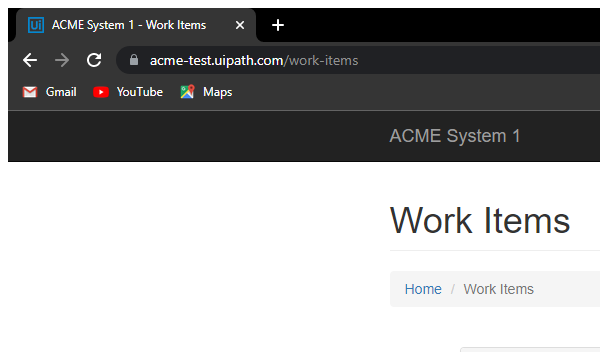 Ui ACME System 1 - Work Items
acme-test.uipath.com/work-items
Gmail YouTube Maps
ACME System 1
Work Items
Home / Work Items